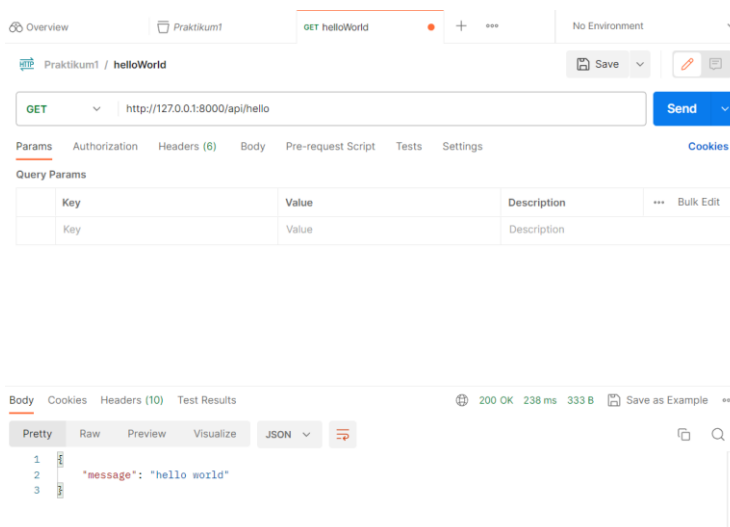 Overview Praktikum1 GET helloWorld No Environment
HTTP Praktikum1 / helloWorld Save
GET http://127.0.0.1:8000/api/hello Send
Params Authorization Headers (6) Body Pre-request Script Tests Settings Cookies
Query Params
Key Value Description Bulk Edit
Key Value Description
Body Cookies Headers (10) Test Results 200 OK 238 ms 333 B Save as Example
Pretty Raw Preview Visualize JSON
1 {
2 "message": "hello world"
3 }